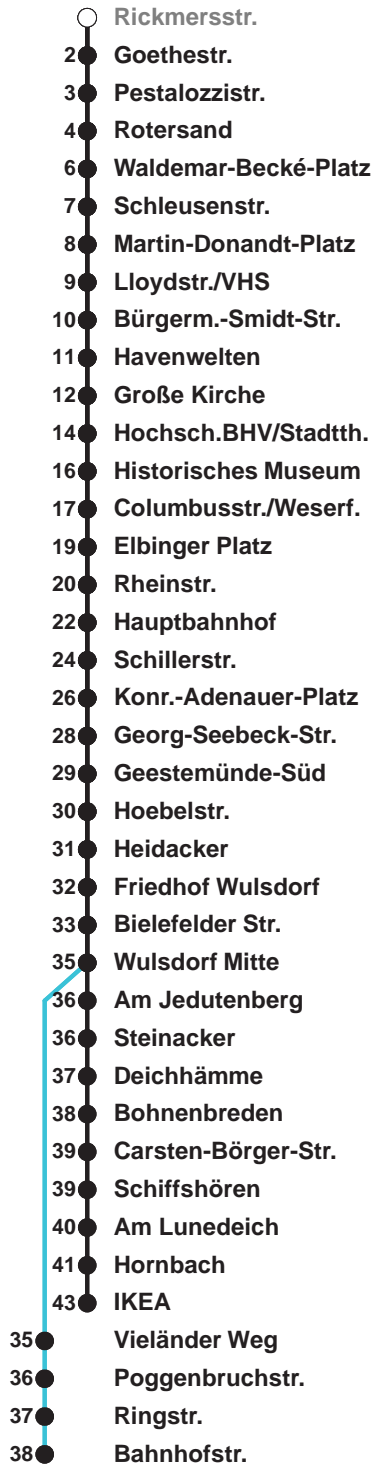 Rickmersstr.
2 Goethestr.
3 Pestalozzistr.
4 Rotersand
6 Waldemar-Becké-Platz
7 Schleusenstr.
8 Martin-Donandt-Platz
9 Lloydstr./VHS
10 Bürgerm.-Smidt-Str.
11 Havenwelten
12 Große Kirche
14 Hochsch.BHV/Stadtth.
16 Historisches Museum
17 Columbusstr./Weserf.
19 Elbinger Platz
20 Rheinstr.
22 Hauptbahnhof
24 Schillerstr.
26 Konr.-Adenauer-Platz
28 Georg-Seebeck-Str.
29 Geestemünde-Süd
30 Hoebelstr.
31 Heidacker
32 Friedhof Wulsdorf
33 Bielefelder Str.
35 Wulsdorf Mitte
36 Am Jedutenberg
36 Steinacker
37 Deichhämme
38 Bohnenbreden
39 Carsten-Börger-Str.
39 Schiffshören
40 Am Lunedeich
41 Hornbach
43 IKEA
35 Vieländer Weg
36 Poggenbruchstr.
37 Ringstr.
38 Bahnhofstr.